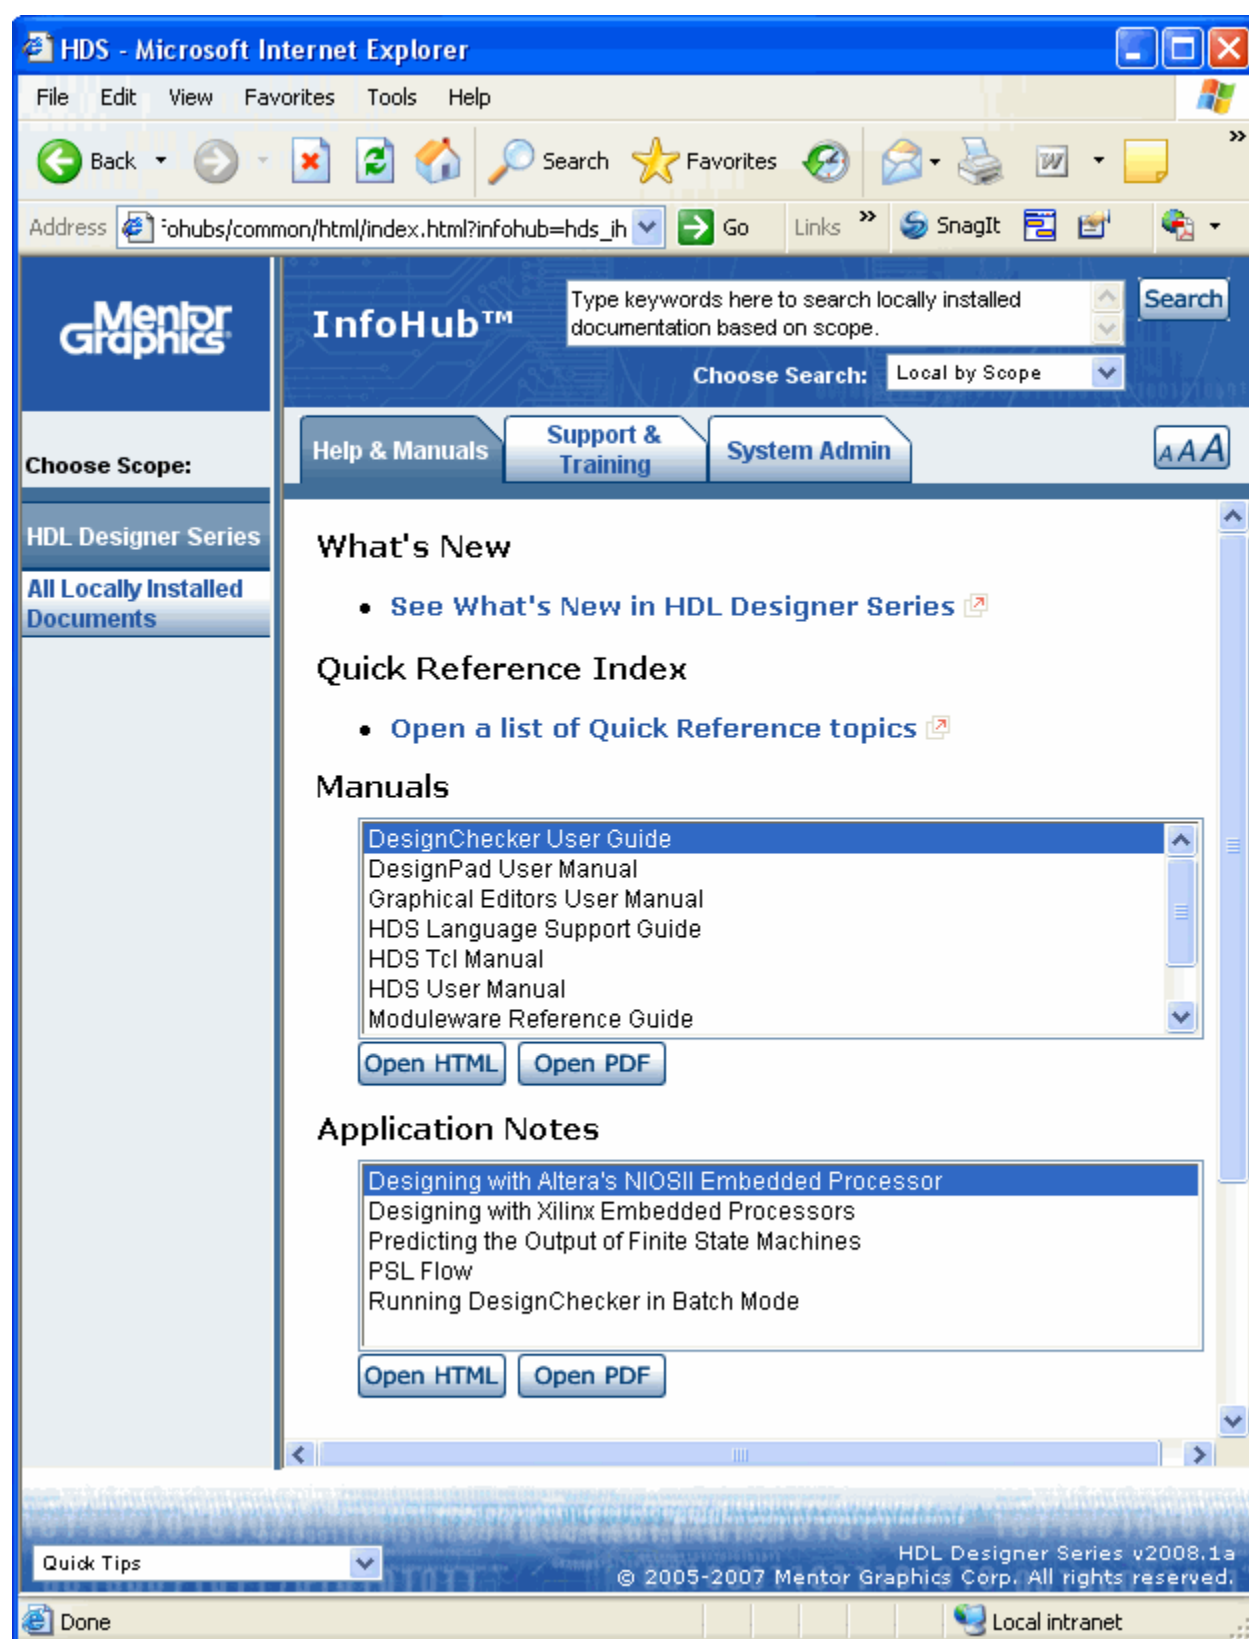 HDS - Microsoft Internet Explorer
File Edit View Favorites Tools Help
Back Search Favorites
Address fohubs/common/html/index.html?infohub=hds_ih Go Links » SnagIt
Mentor
Graphics
InfoHub™
Type keywords here to search locally installed
documentation based on scope.
Search
Choose Search: Local by Scope
Choose Scope:
Help & Manuals
Support &
Training
System Admin
AAA
HDL Designer Series
All Locally Installed
Documents
What's New
• See What's New in HDL Designer Series
Quick Reference Index
• Open a list of Quick Reference topics
Manuals
DesignChecker User Guide
DesignPad User Manual
Graphical Editors User Manual
HDS Language Support Guide
HDS Tcl Manual
HDS User Manual
Moduleware Reference Guide
Open HTML Open PDF
Application Notes
Designing with Altera's NIOSII Embedded Processor
Designing with Xilinx Embedded Processors
Predicting the Output of Finite State Machines
PSL Flow
Running DesignChecker in Batch Mode
Open HTML Open PDF
Quick Tips
HDL Designer Series v2008.1a
© 2005-2007 Mentor Graphics Corp. All rights reserved.
Done Local intranet